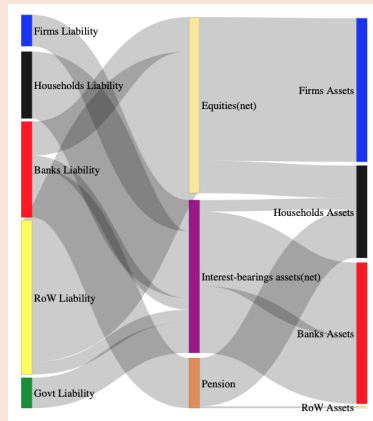 Firms Liability
Households Liability
Banks Liability
RoW Liability
Govt Liability
Equities(net)
Interest-bearings assets(net)
Pension
Firms Assets
Households Assets
Banks Assets
RoW Assets